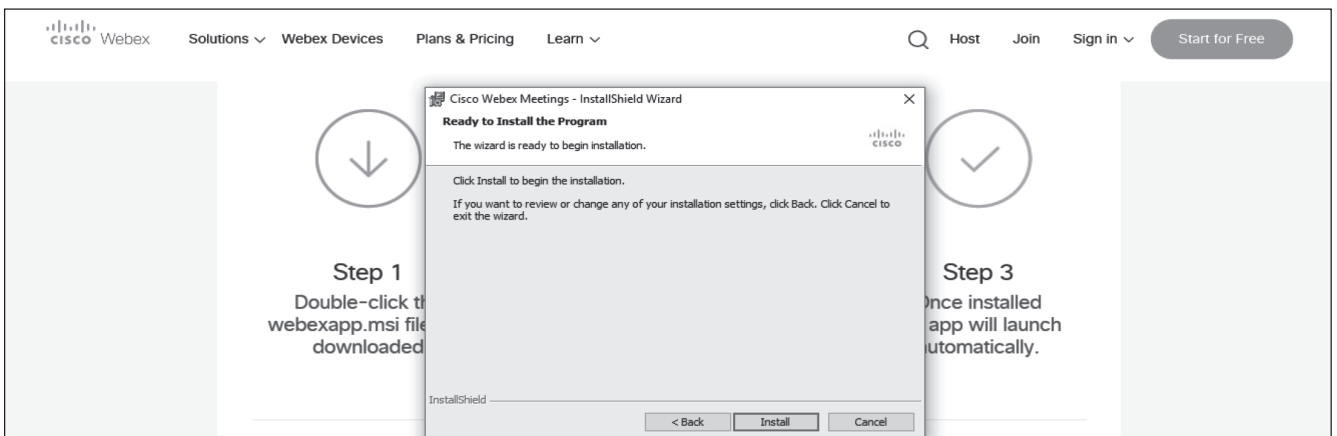 CISCO Webex Solutions Webex Devices Plans & Pricing Learn Host Join Sign in Start for Free
Cisco Webex Meetings - InstallShield Wizard
Ready to Install the Program
The wizard is ready to begin installation.
CISCO
Click Install to begin the installation.
If you want to review or change any of your installation settings, click Back. Click Cancel to
exit the wizard.
InstallShield
< Back Install Cancel
Step 1
Double-click
webexapp.msi
downloaded
Step 3
installed
app will launch